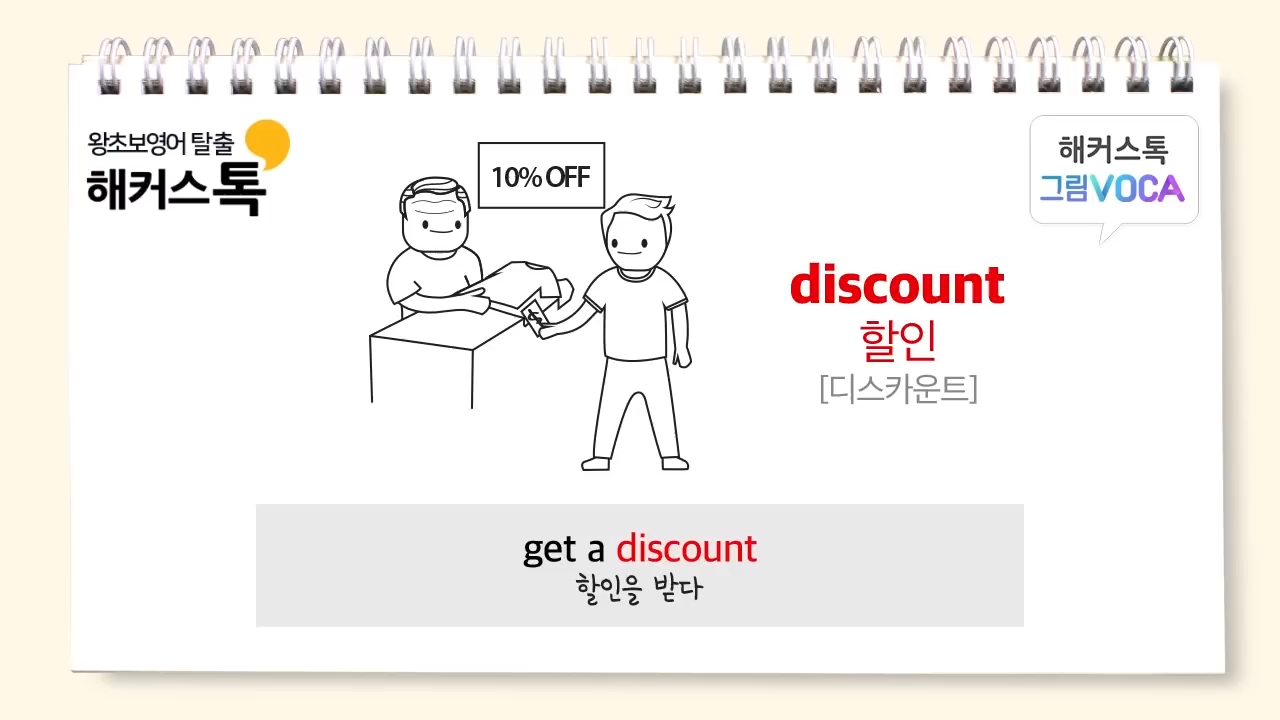 왕초보영어 탈출
해커스톡
10% OFF
해커스톡
그림VOCA
discount
할인
[디스카운트]
get a discount
할인을 받다